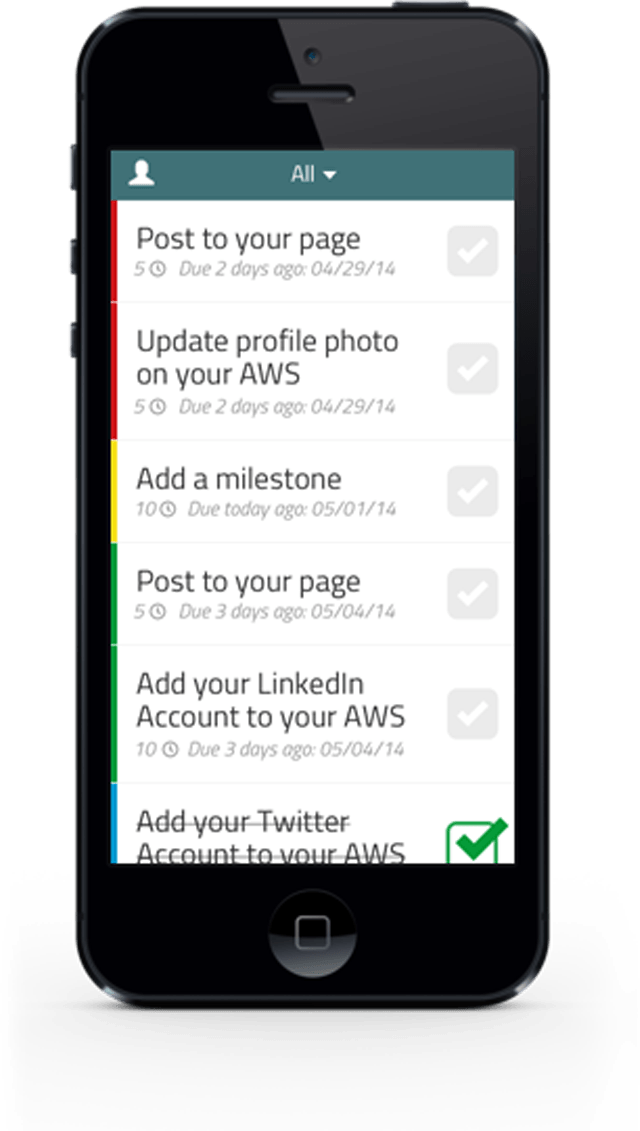 All
Post to your page
5 Due 2 days ago: 04/29/14
Update profile photo
on your AWS
5 Due 2 days ago: 04/29/14
Add a milestone
10 Due today ago: 05/01/14
Post to your page
5 Due 3 days ago: 05/04/14
Add your LinkedIn
Account to your AWS
10 Due 3 days ago: 05/04/14
Add your Twitter
Account to your AWS